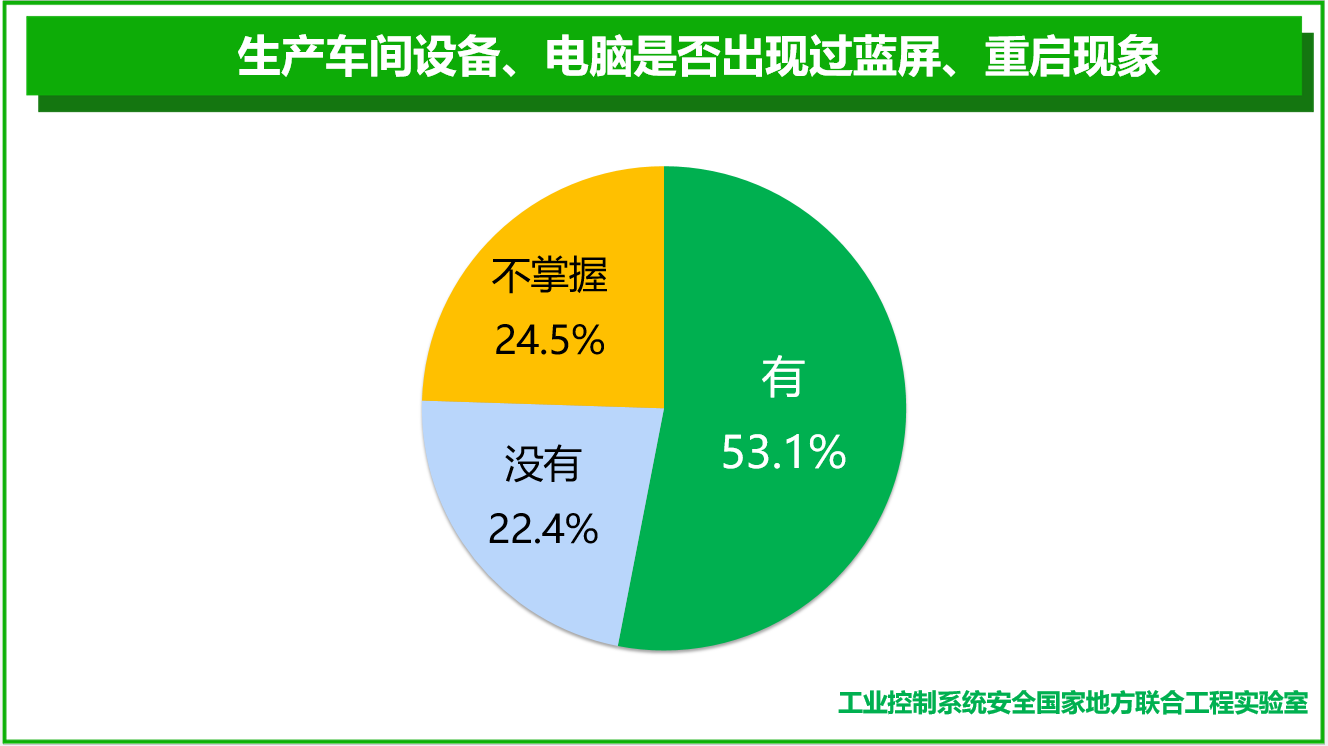 生产车间设备、电脑是否出现过蓝屏、重启现象
不掌握
24.5%
有
53.1%
没有
22.4%
工业控制系统安全国家地方联合工程实验室